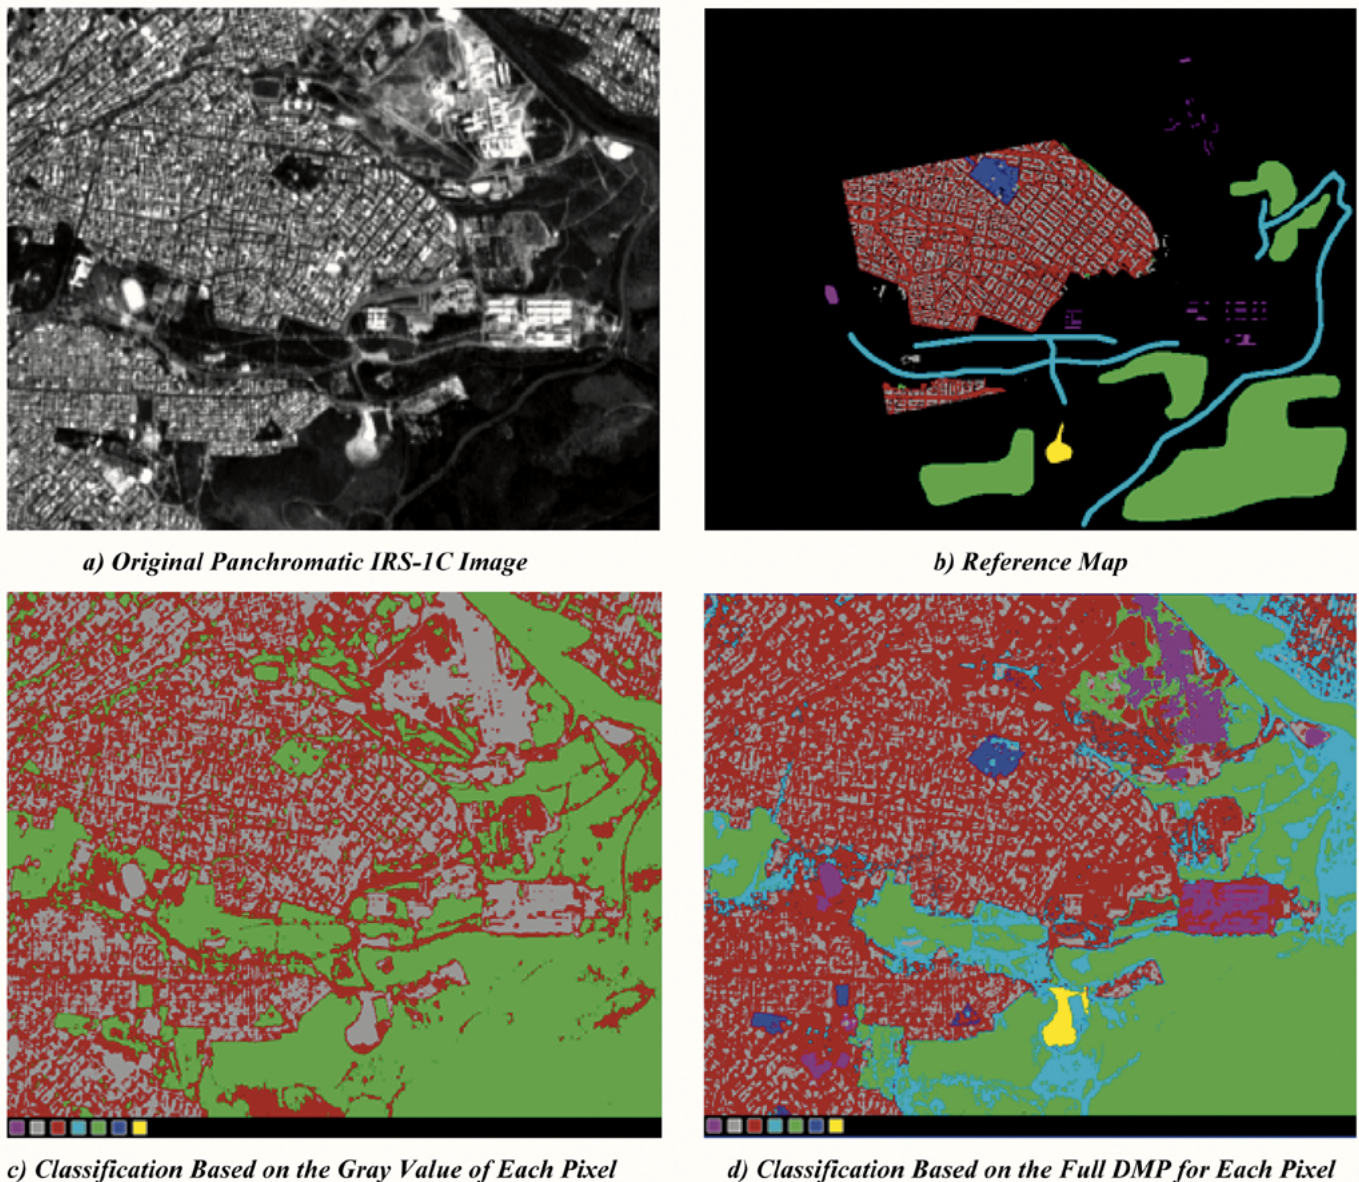 a) Original Panchromatic IRS-1C Image
b) Reference Map
c) Classification Based on the Gray Value of Each Pixel
d) Classification Based on the Full DMP for Each Pixel